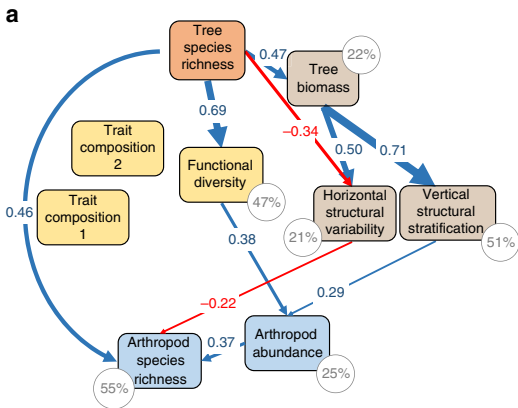 a
Tree
species
richness
0.47
22%
Tree
biomass
0.69
−0.34
0.50
0.71
Trait
composition
2
Functional
diversity
47%
Trait
composition
1
0.46
Horizontal
structural
variability
21%
Vertical
structural
stratification
51%
0.38
0.29
−0.22
Arthropod
species
richness
55%
0.37
Arthropod
abundance
25%